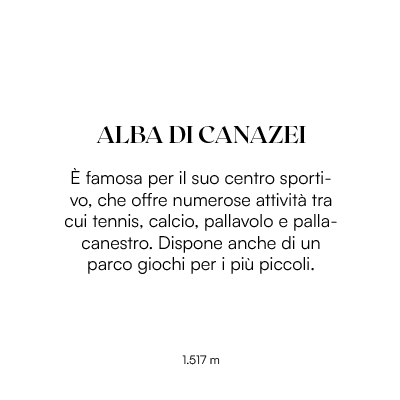 ALBA DI CANAZEI
È famosa per il suo centro sporti-
vo, che offre numerose attività tra
cui tennis, calcio, pallavolo e palla-
canestro. Dispone anche di un
parco giochi per i più piccoli.
1.517 m